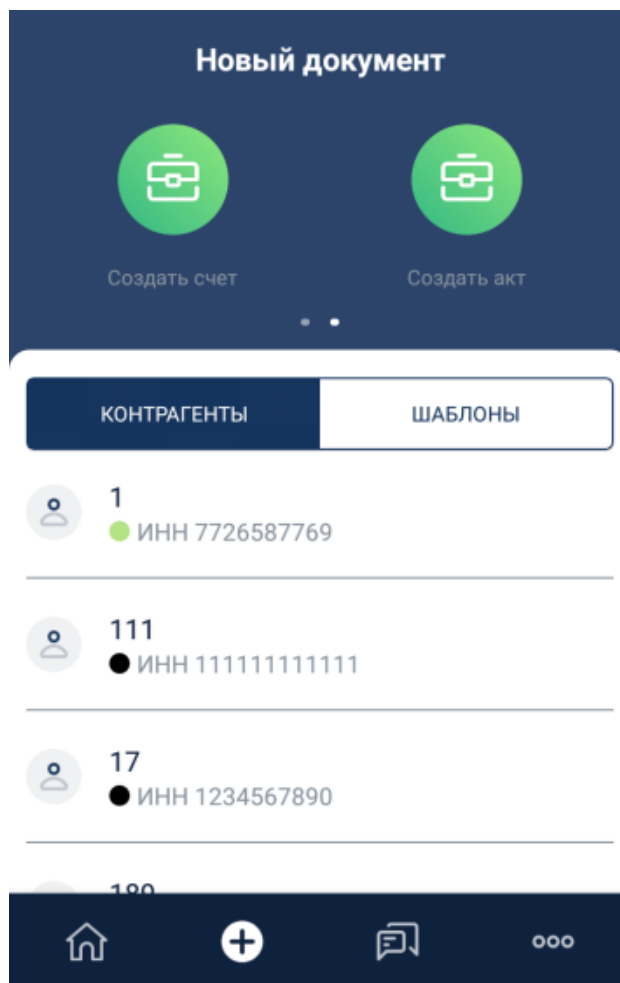 Новый документ
Создать счет
Создать акт
КОНТРАГЕНТЫ
ШАБЛОНЫ
1
ИНН 7726587769
111
ИНН 111111111111
17
ИНН 1234567890